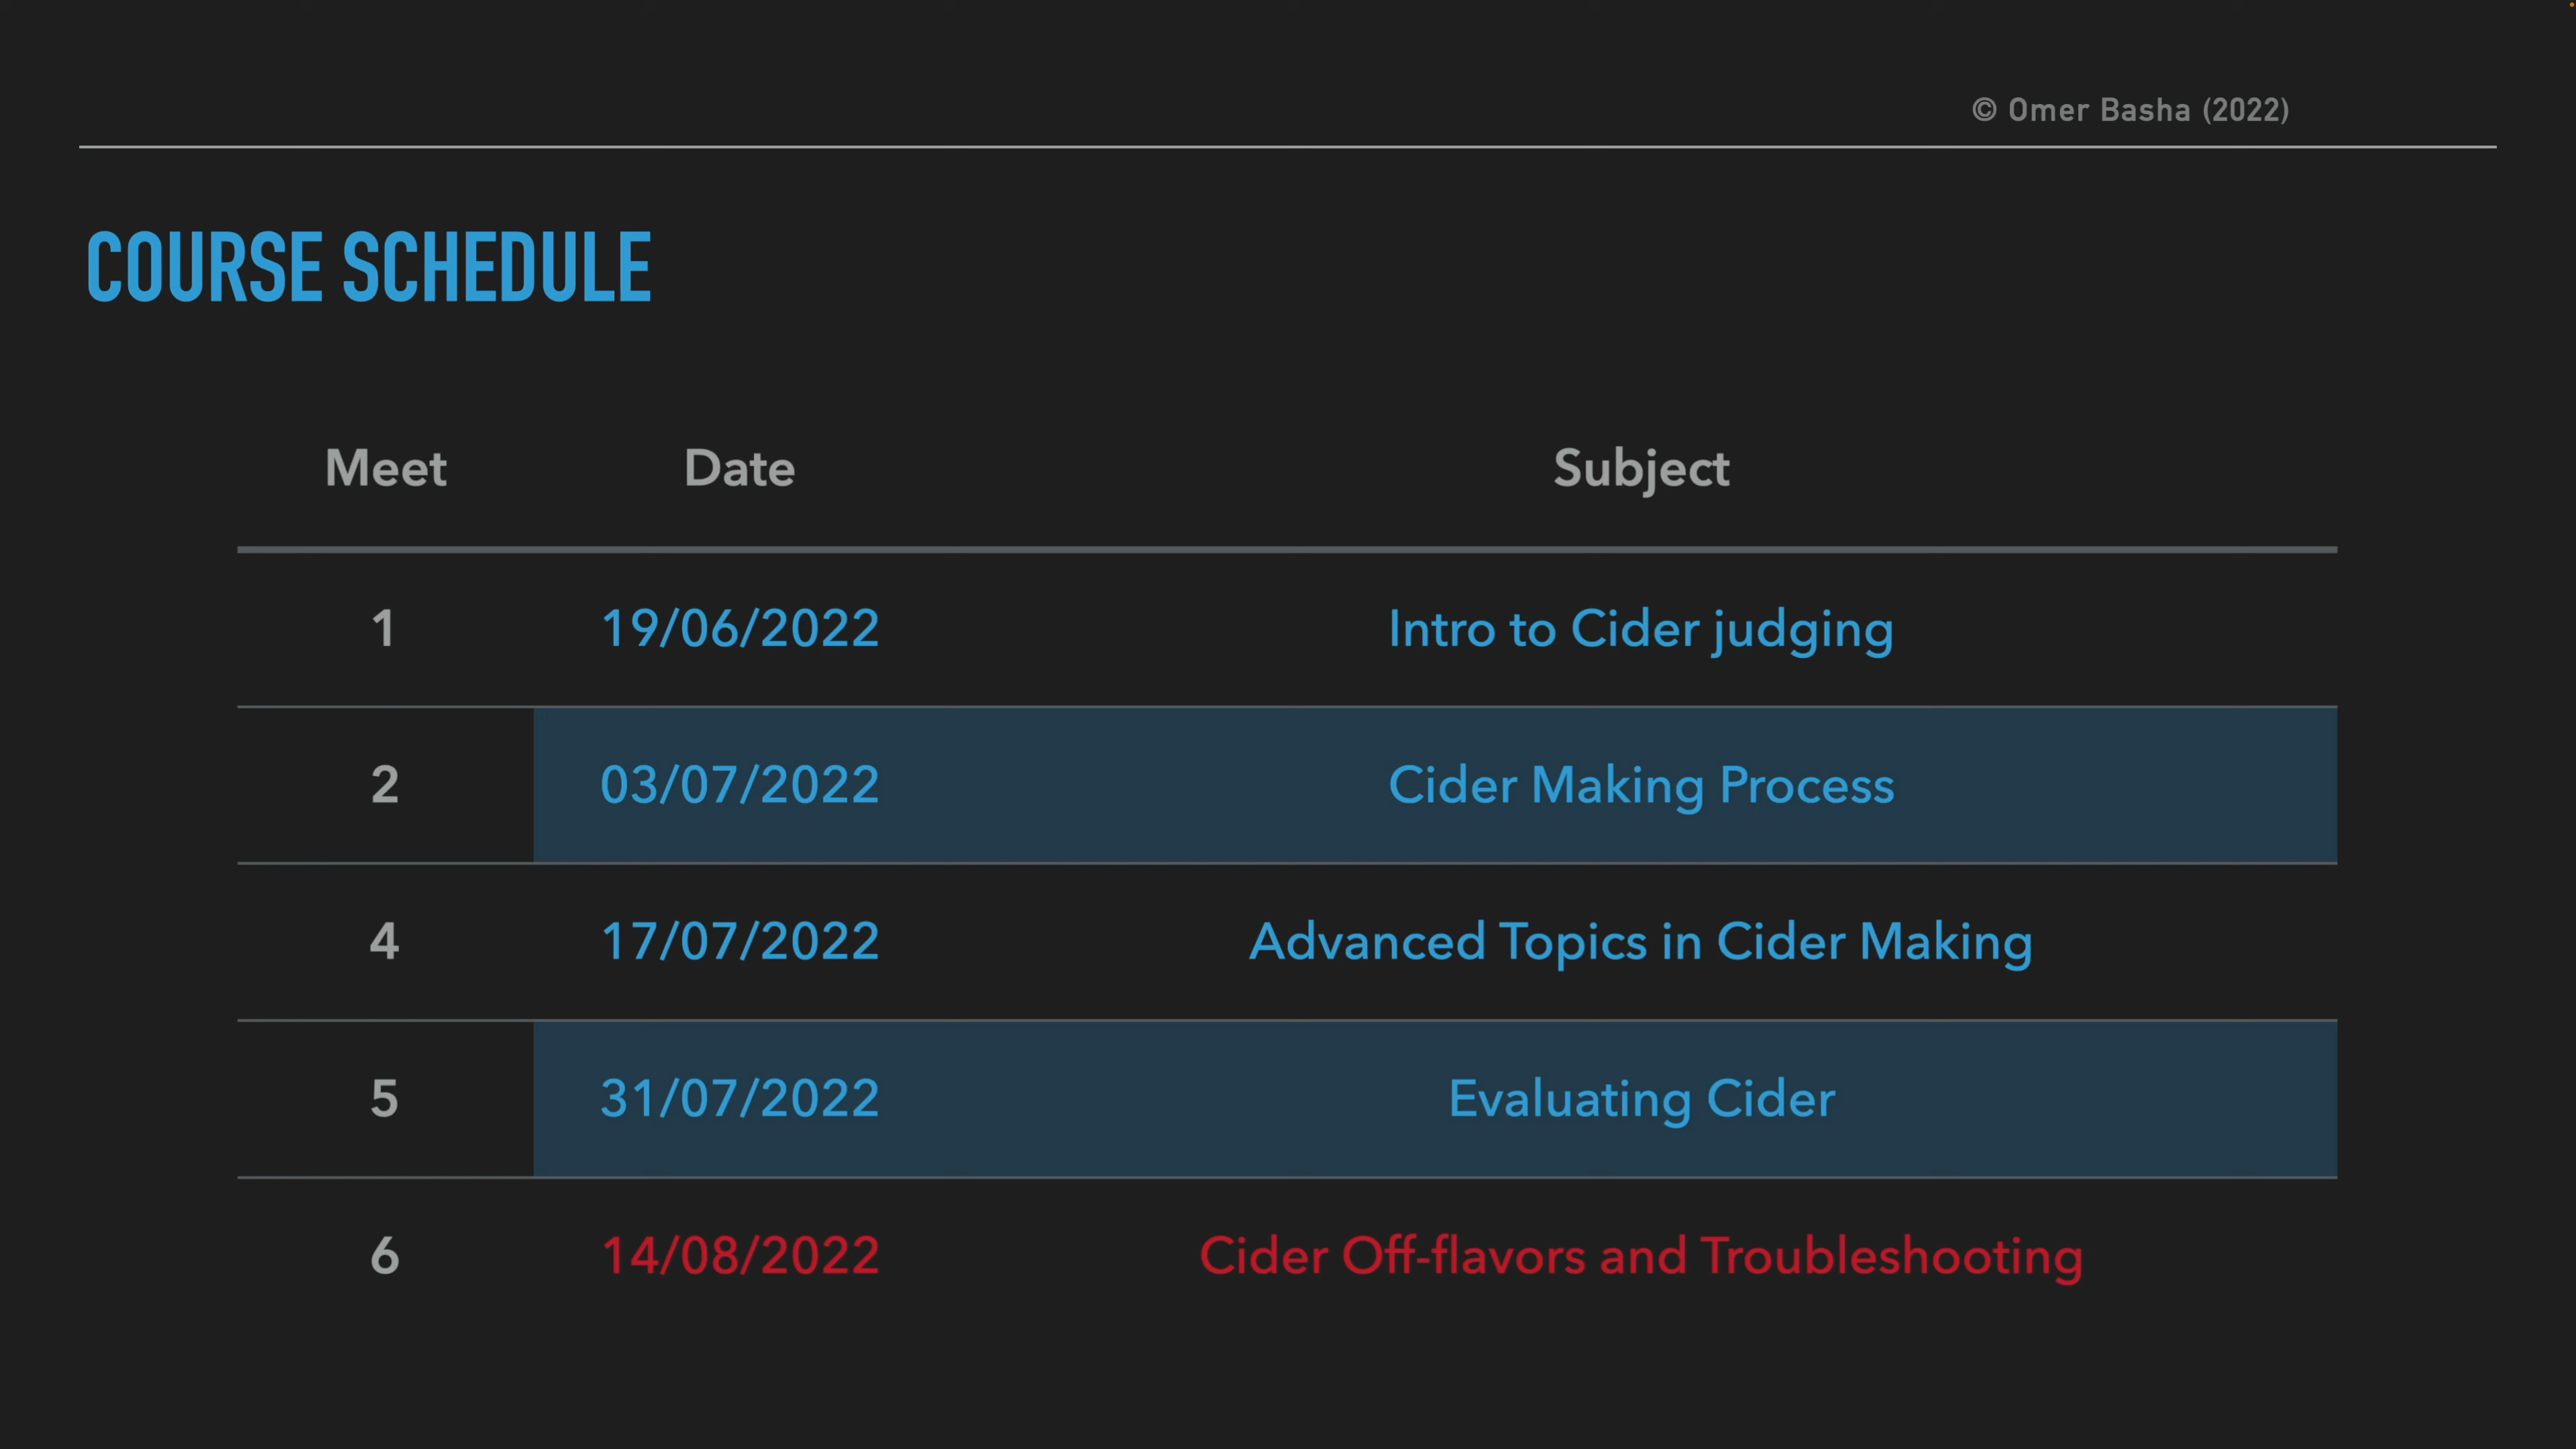 © Omer Basha (2022)
COURSE SCHEDULE
Meet Date Subject
1 19/06/2022 Intro to Cider judging
2 03/07/2022 Cider Making Process
4 17/07/2022 Advanced Topics in Cider Making
5 31/07/2022 Evaluating Cider
6 14/08/2022 Cider Off-flavors and Troubleshooting